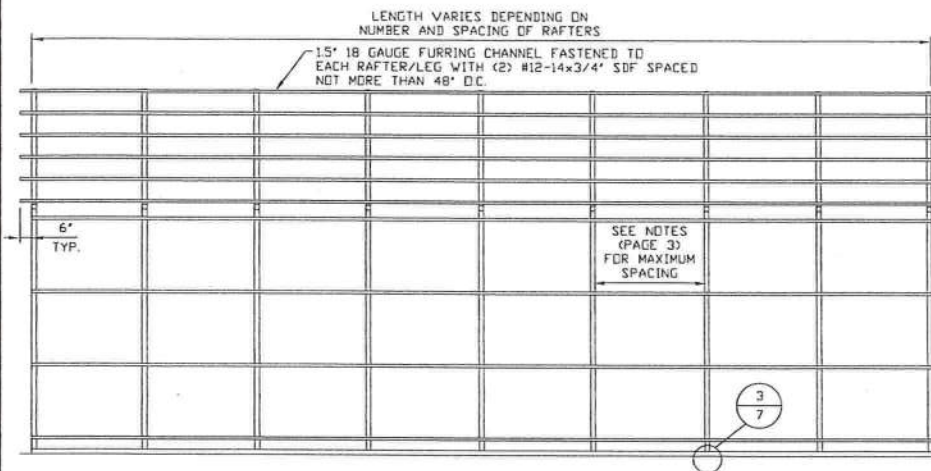 LENGTH VARIES DEPENDING ON
NUMBER AND SPACING OF RAFTERS
1.5" 18 GAUGE FURRING CHANNEL FASTENED TO
EACH RAFTER/LEG WITH (2) #12-14x3/4" SDF SPACED
NOT MORE THAN 48" O.C.
6"
TYP.
SEE NOTES
(PAGE 3)
FOR MAXIMUM
SPACING
3
7